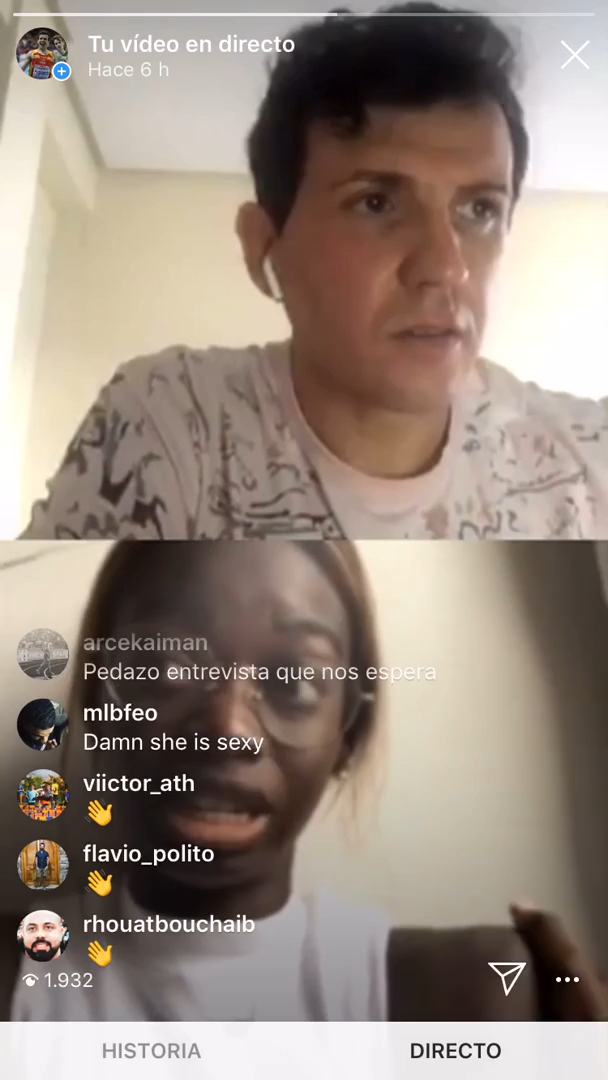 Tu vídeo en directo
Hace 6 h
arcekaiman
Pedazo entrevista que nos espera
mlbfeo
Damn she is sexy
viictor_ath
👋
flavio_polito
👋
rhouatbouchaib
👋
1.932
HISTORIA
DIRECTO